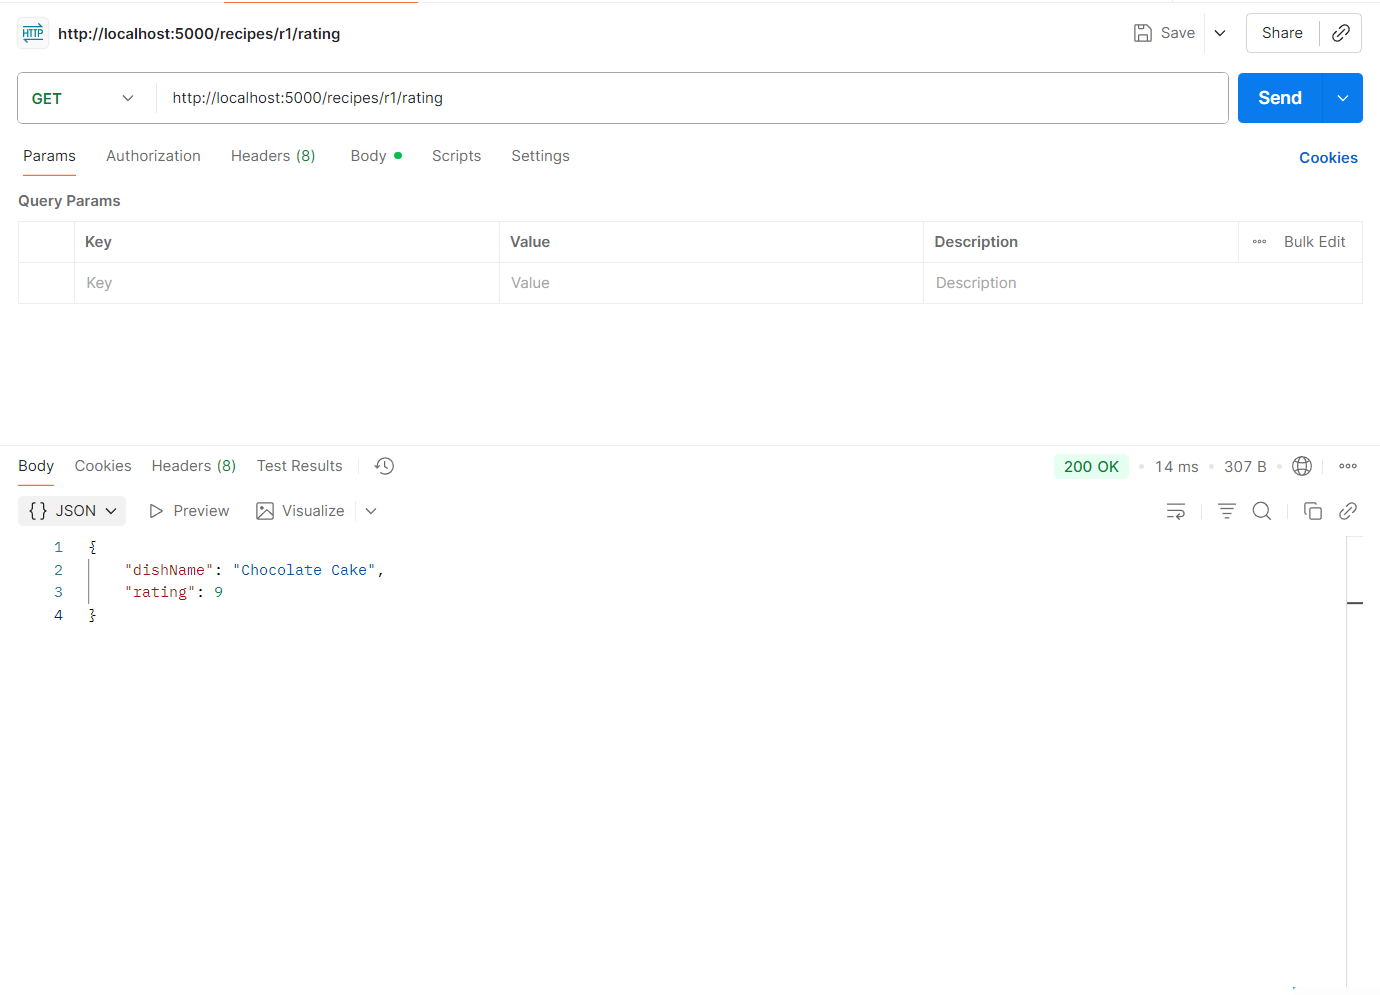 HTTP http://localhost:5000/recipes/r1/rating Save Share
GET http://localhost:5000/recipes/r1/rating Send
Params Authorization Headers (8) Body Scripts Settings Cookies
Query Params
Key Value Description Bulk Edit
Key Value Description
Body Cookies Headers (8) Test Results 200 OK 14 ms 307 B
{} JSON Preview Visualize
1 {
2 "dishName": "Chocolate Cake",
3 "rating": 9
4 }